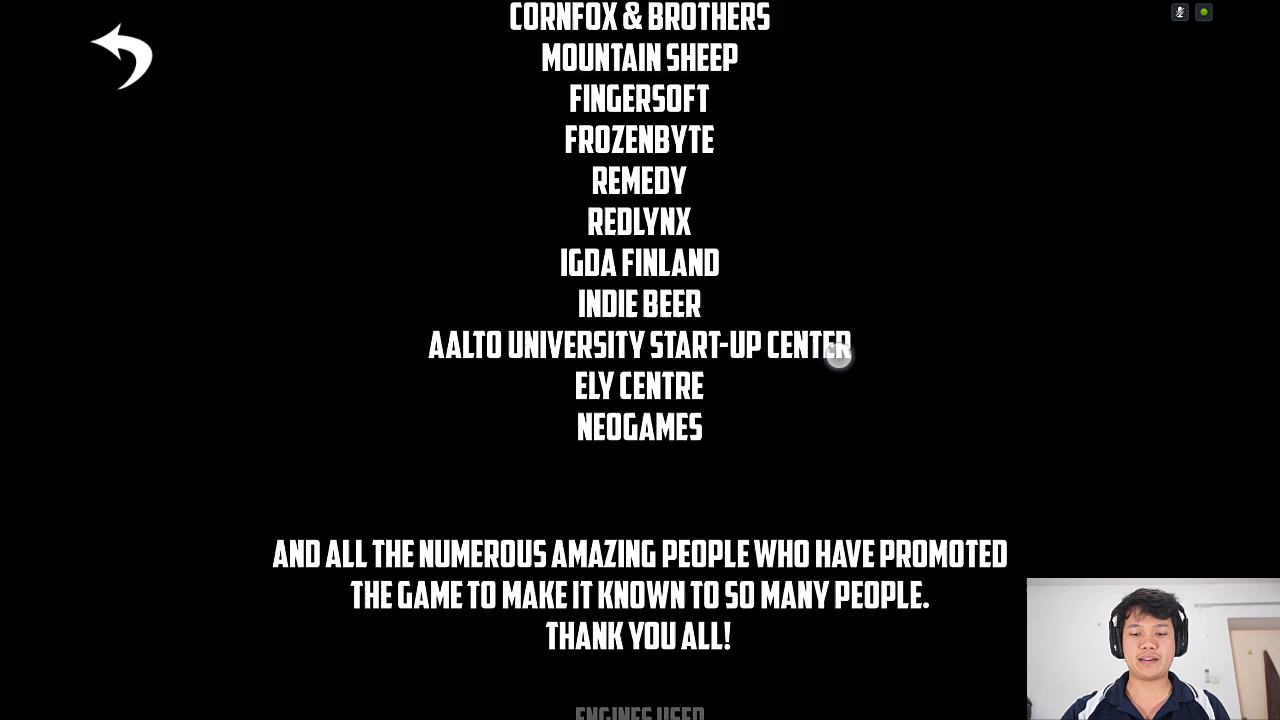 CORNFOX & BROTHERS
MOUNTAIN SHEEP
FINGERSOFT
FROZENBYTE
REMEDY
REDLYNX
IGDA FINLAND
INDIE BEER
AALTO UNIVERSITY START-UP CENTER
ELY CENTRE
NEOGAMES
AND ALL THE NUMEROUS AMAZING PEOPLE WHO HAVE PROMOTED
THE GAME TO MAKE IT KNOWN TO SO MANY PEOPLE.
THANK YOU ALL!
ENGINES USED